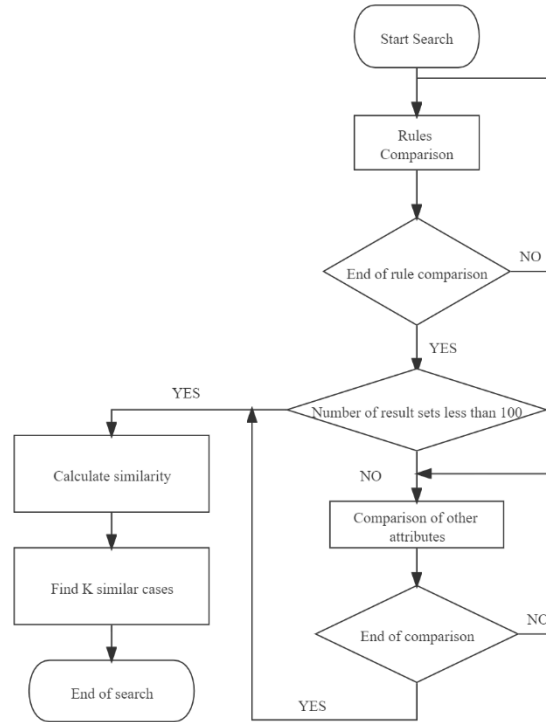 Start Search
Rules
Comparison
End of rule comparison
NO
YES
YES
Number of result sets less than 100
Calculate similarity
NO
Comparison of other
attributes
Find K similar cases
End of comparison
NO
End of search
YES